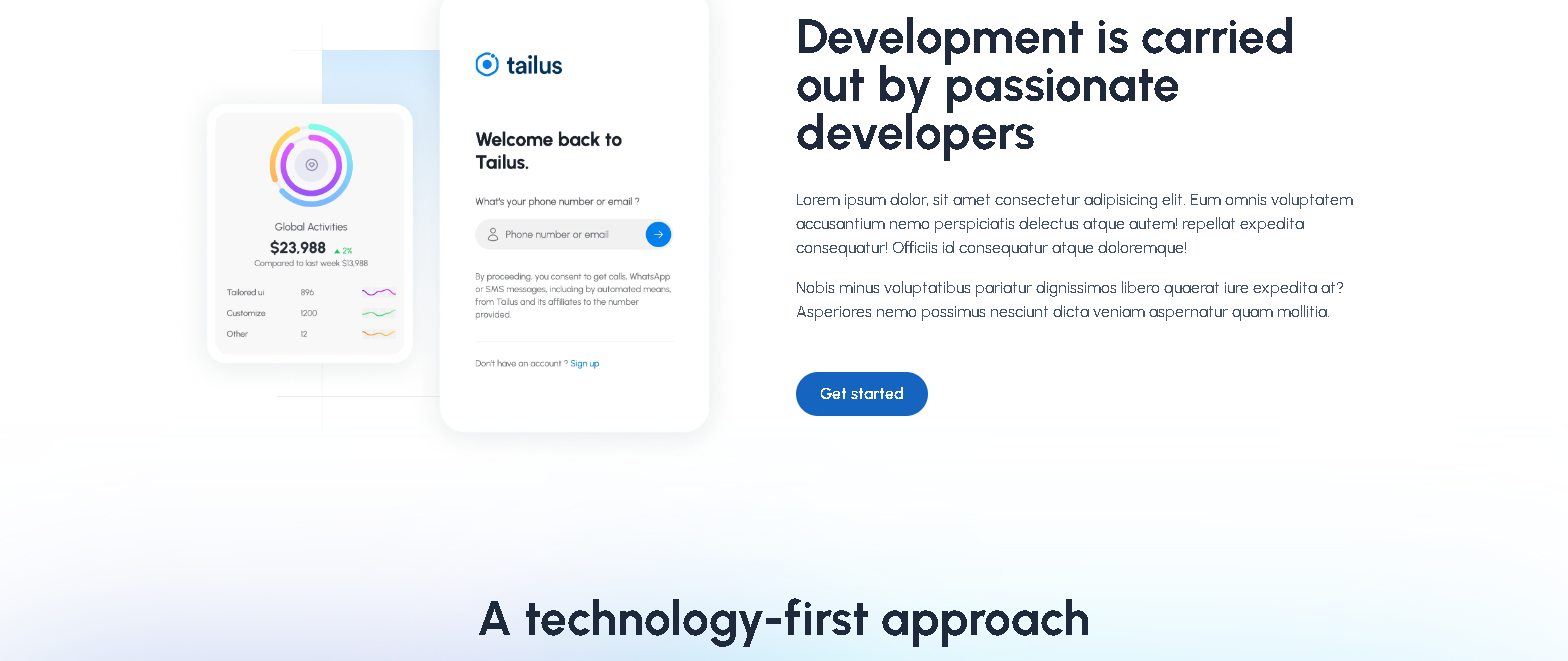 tailus
Welcome back to
Tailus.
What's your phone number or email ?
Phone number or email
By proceeding, you consent to get calls, WhatsApp
or SMS messages, including by automated means,
from Tailus and its affiliates to the number
provided.
Don't have an account ? Sign up
Global Activities
$23,988 2%
Compared to last week $13,988
Tailored ui 896
Customize 1200
Other 12
Development is carried
out by passionate
developers
Lorem ipsum dolor, sit amet consectetur adipisicing elit. Eum omnis voluptatem
accusantium nemo perspiciatis delectus atque autem! repellat expedita
consequatur! Officiis id consequatur atque doloremque!
Nobis minus voluptatibus pariatur dignissimos libero quaerat iure expedita at?
Asperiores nemo possimus nesciunt dicta veniam aspernatur quam mollitia.
Get started
A technology-first approach